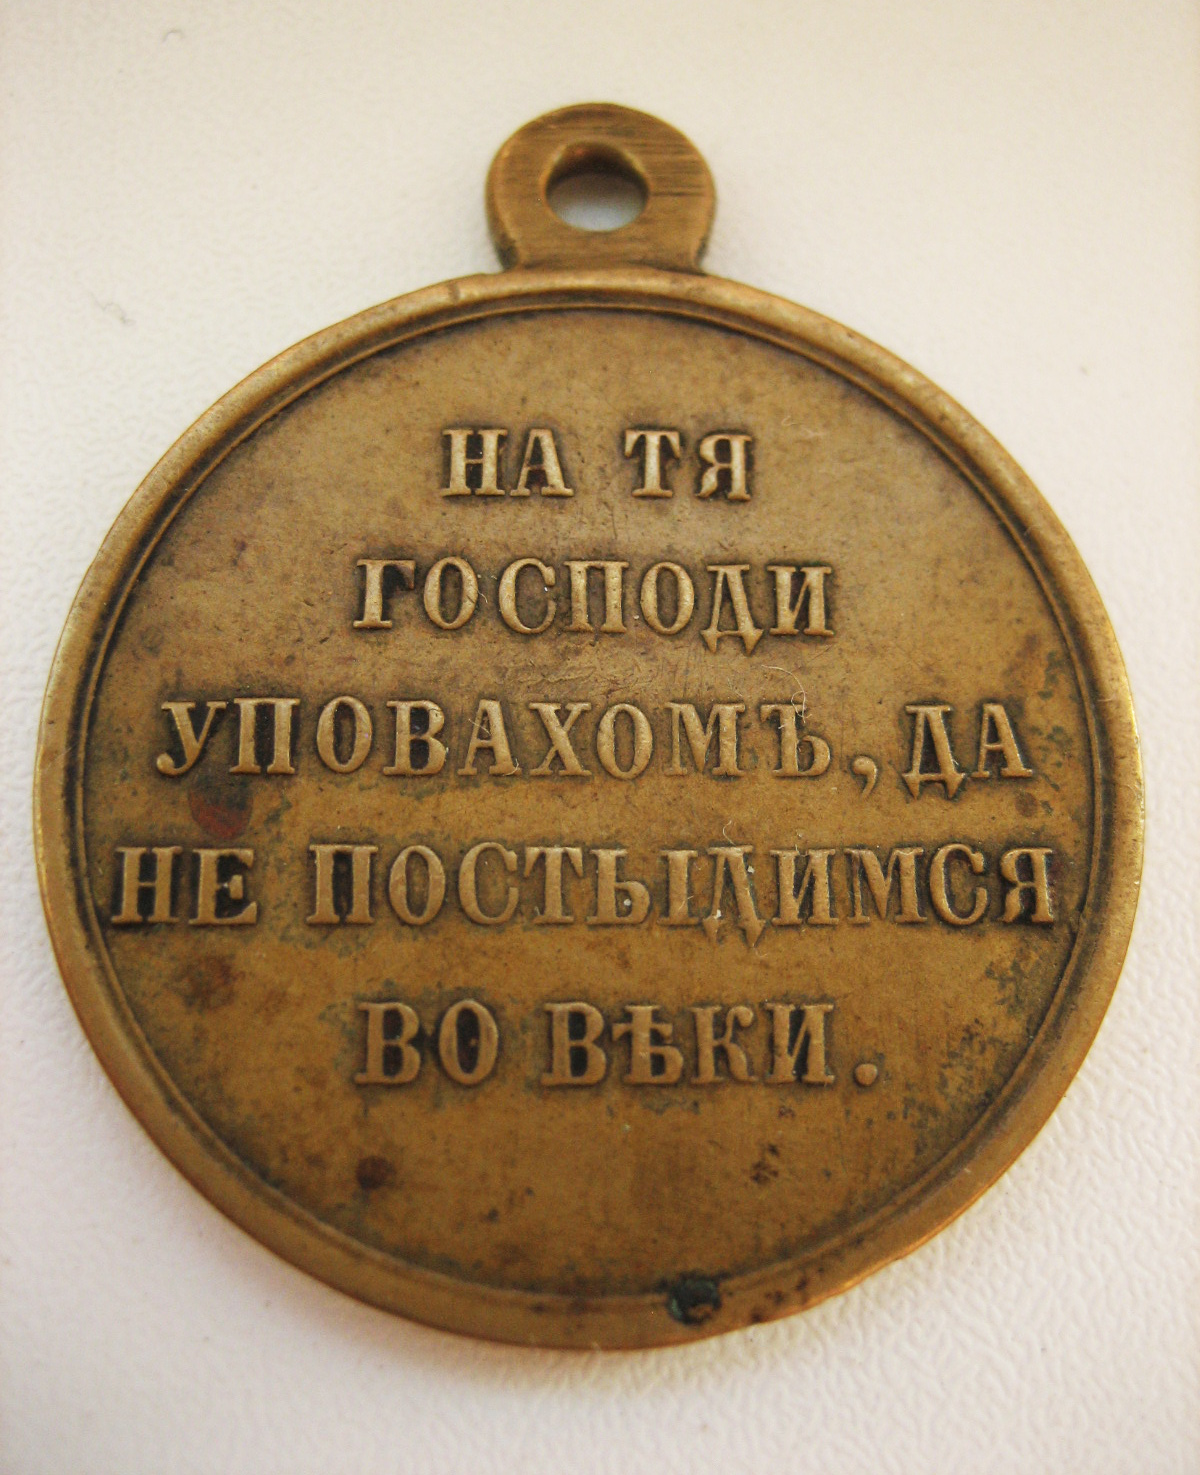 НА ТЯ
ГОСПОДИ
УПОВАХОМЪ, ДА
НЕ ПОСТЫДИМСЯ
ВО ВѢКИ.